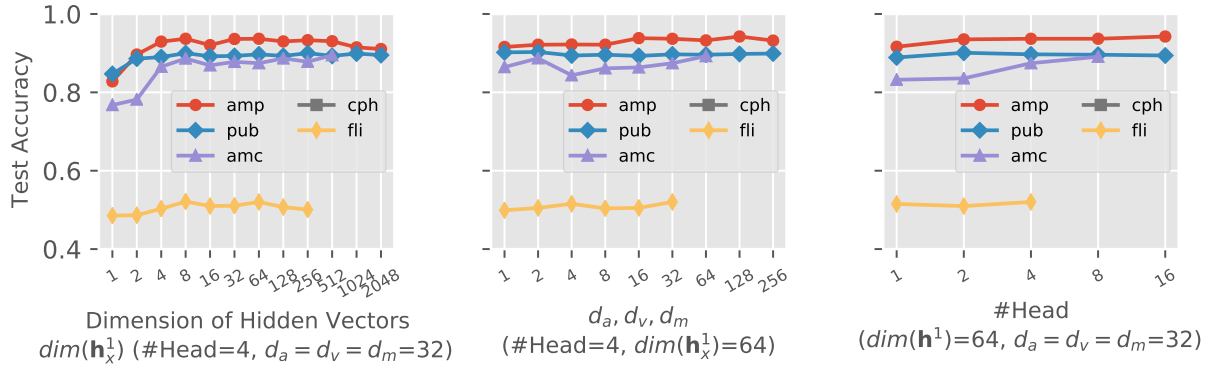 Test Accuracy
1.0
0.8
0.6
0.4
amp
pub
amc
cph
fli
1 2 4 8 16 32 64 128 256 512 1024 2048
Dimension of Hidden Vectors
dim(h¹ₓ) (#Head=4, dₐ = dᵥ = dₘ=32)
amp
pub
amc
cph
fli
1 2 4 8 16 32 64 128 256
dₐ, dᵥ, dₘ
(#Head=4, dim(h¹ₓ)=64)
amp
pub
amc
cph
fli
1 2 4 8 16
#Head
(dim(h¹)=64, dₐ = dᵥ = dₘ=32)